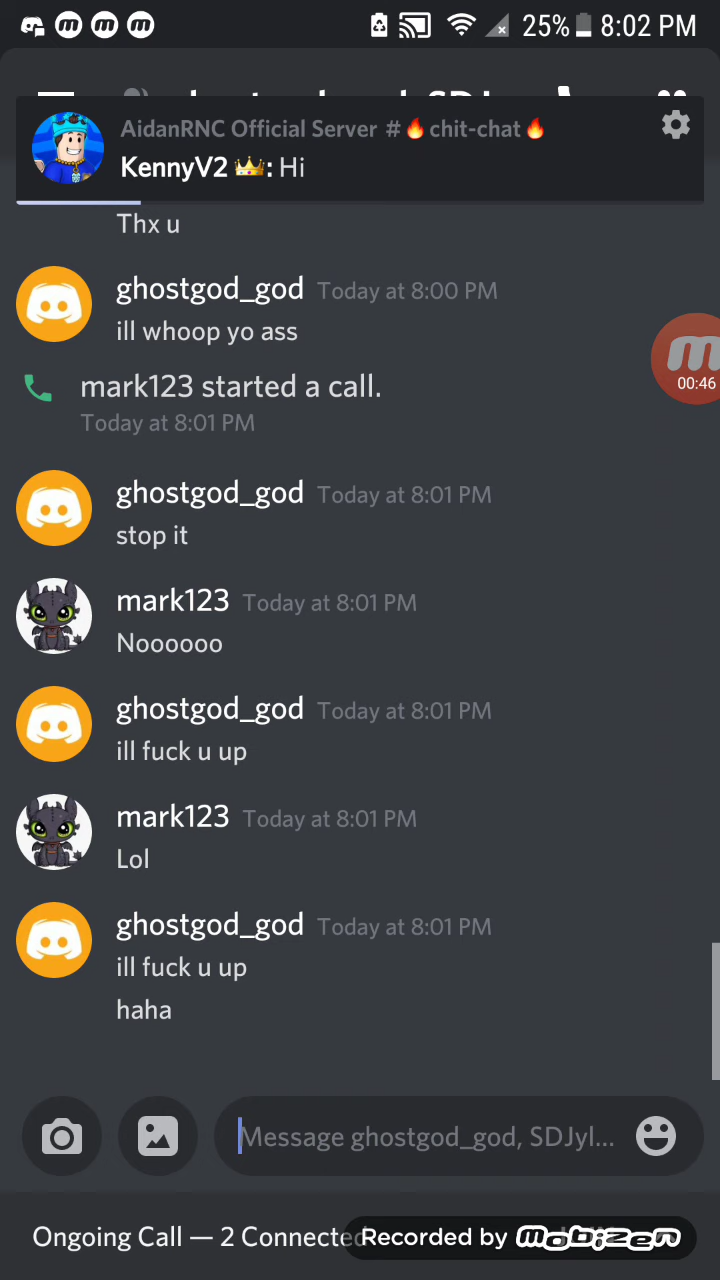 25% 8:02 PM
AidanRNC Official Server #🔥chit-chat🔥
KennyV2 👑: Hi
Thx u
ghostgod_god Today at 8:00 PM
ill whoop yo ass
00:46
mark123 started a call.
Today at 8:01 PM
ghostgod_god Today at 8:01 PM
stop it
mark123 Today at 8:01 PM
Noooooo
ghostgod_god Today at 8:01 PM
ill fuck u up
mark123 Today at 8:01 PM
Lol
ghostgod_god Today at 8:01 PM
ill fuck u up
haha
Message ghostgod_god, SDJyl...
Ongoing Call — 2 Connected
Recorded by mobizen